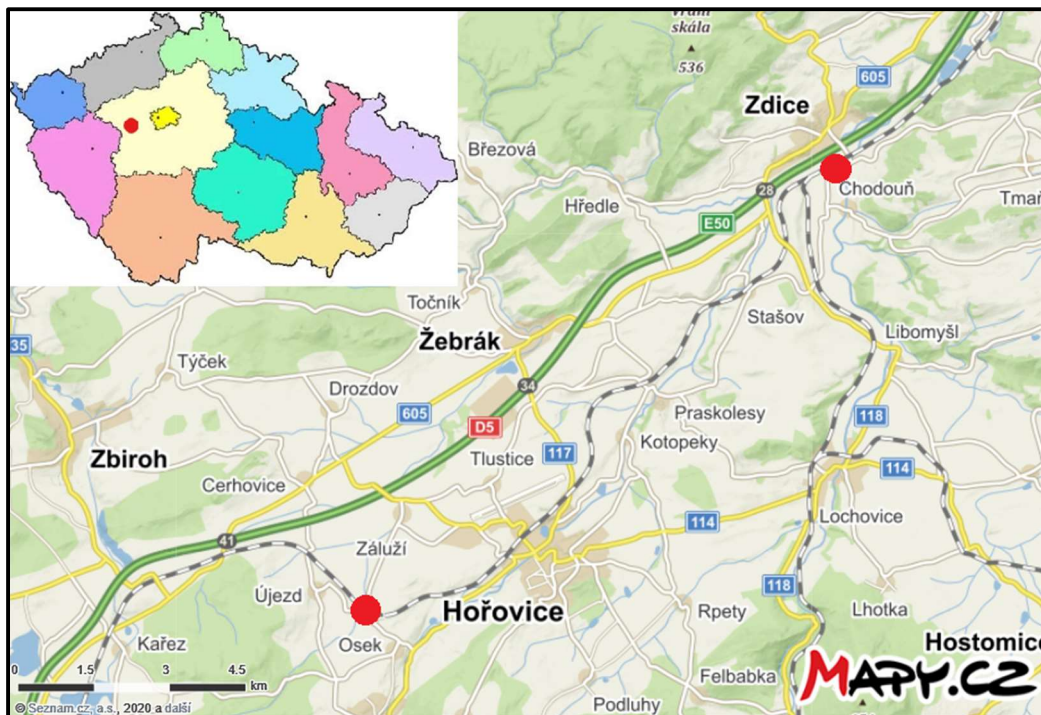 Vraní
skála
536
605
Zdice
Březová
Hředle
28
Chodouň
Tmaň
E50
Točník
Stašov
Žebrák
Libomyšl
35
Týček
Drozdov
34
605
D5
118
Praskolesy
Zbiroh
Tlustice
117
Kotopeky
114
Cerhovice
114
Lochovice
41
Záluží
118
Újezd
Hořovice
Rpety
Lhotka
Kařez
Osek
Hostomice
Felbabka
Mapy.cz
0 1.5 3 4.5
km
Podluhy
© Seznam.cz, a.s., 2020 a další